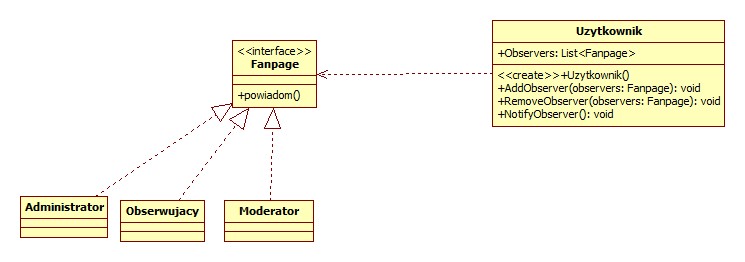 Uzytkownik
+Observers: List<Fanpage>
<<create>>+Uzytkownik()
+AddObserver(observers: Fanpage): void
+RemoveObserver(observers: Fanpage): void
+NotifyObserver(): void
<<interface>>
Fanpage
+powiadom()
Administrator
Obserwujacy
Moderator